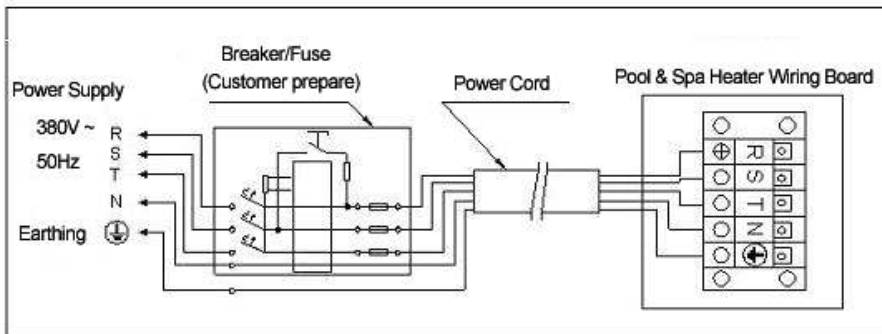 Breaker/Fuse
(Customer prepare)
Power Cord
Pool & Spa Heater Wiring Board
Power Supply
380V ~
50Hz
R
S
T
N
Earthing
R
S
T
N